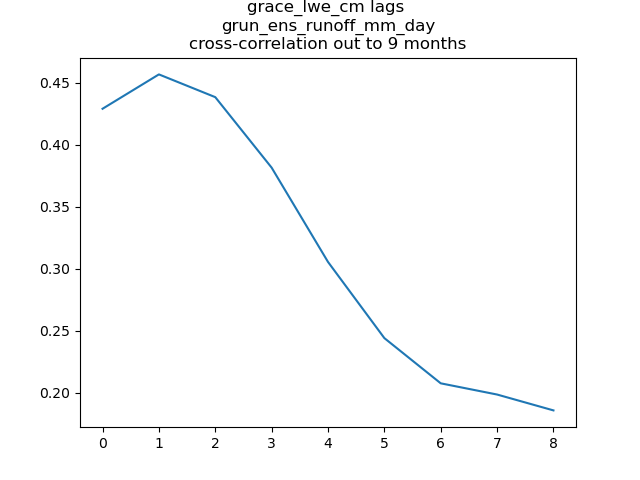 grace_lwe_cm lags
grun_ens_runoff_mm_day
cross-correlation out to 9 months
0.45
0.40
0.35
0.30
0.25
0.20
0 1 2 3 4 5 6 7 8